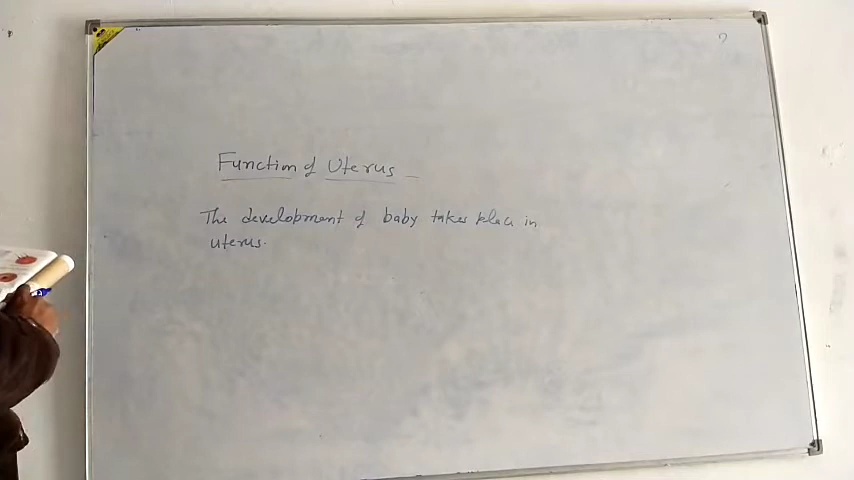 Function of Uterus -
The development of baby takes place in
uterus.